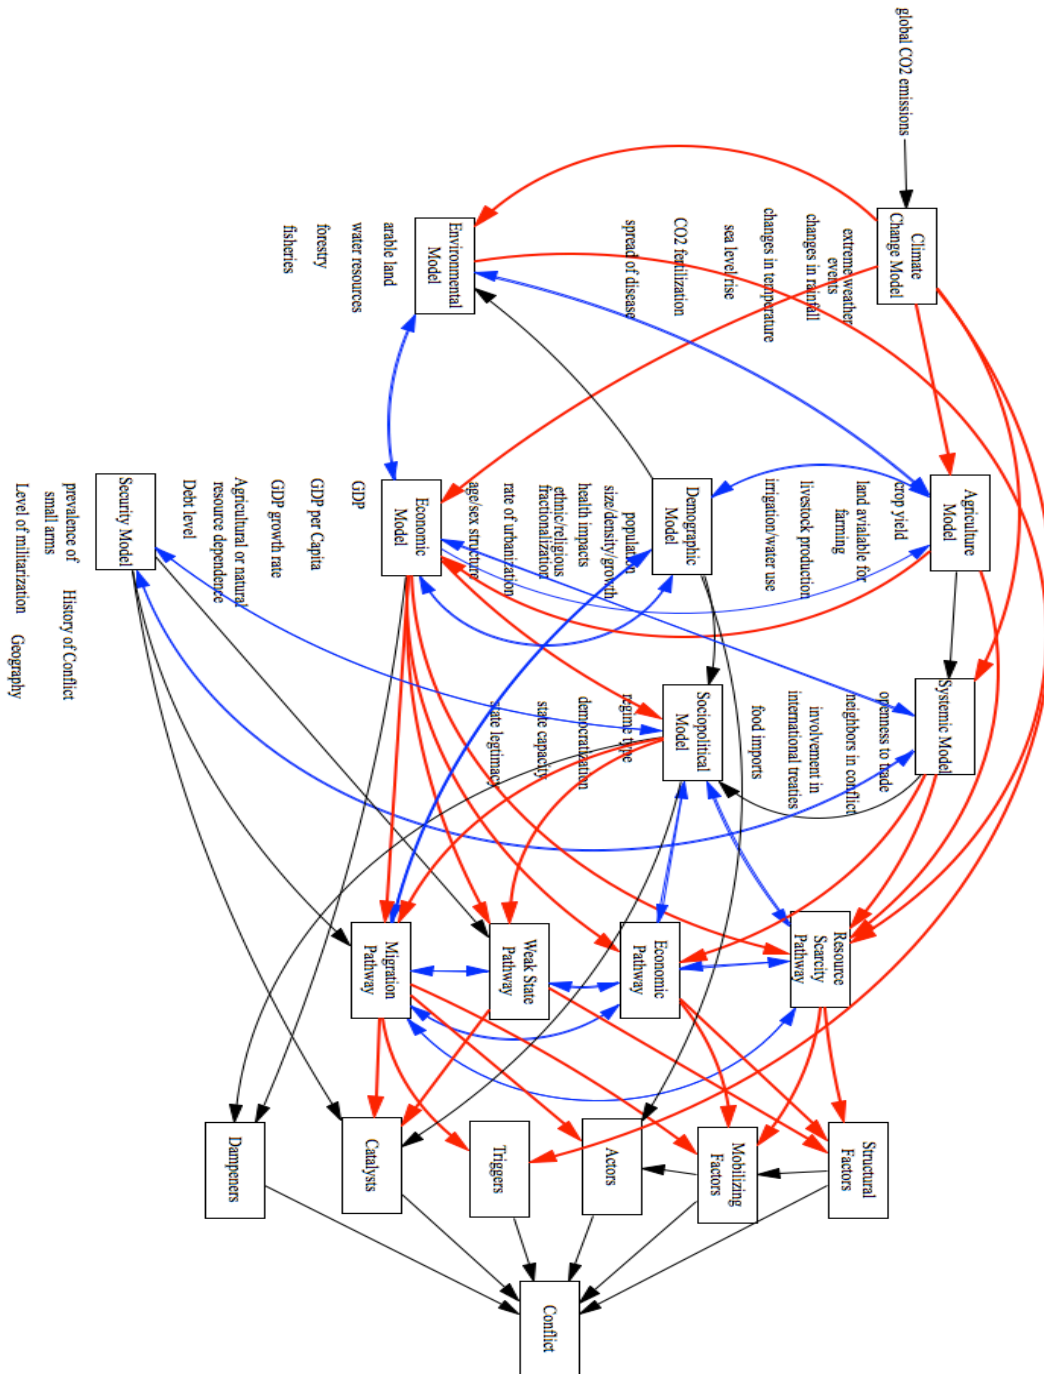 global CO2 emissions
Climate
Change Model
extreme weather
events
changes in rainfall
changes in temperature
sea level/rise
CO2 fertilization
spread of disease
Environmental
Model
arable land
water resources
forestry
fisheries
Agriculture
Model
crop yield
land avialable for
farming
livestock production
irrigation/water use
Demographic
Model
population
size/density/growth
health impacts
ethnic/religious
fractionalization
rate of urbanization
age/sex structure
Economic
Model
GDP
GDP per Capita
GDP growth rate
Agricultural or natural
resource dependence
Debt level
Security Model
prevalence of
small arms
History of Conflict
Level of militarization
Geography
Systemic Model
openness to trade
neighbors in conflict
involvement in
international treaties
food imports
Sociopolitical
Model
regime type
democratization
state capacity
state legtimacy
Resource
Scarcity
Pathway
Economic
Pathway
Weak State
Pathway
Migration
Pathway
Structural
Factors
Mobilizing
Factors
Actors
Triggers
Catalysts
Dampeners
Conflict